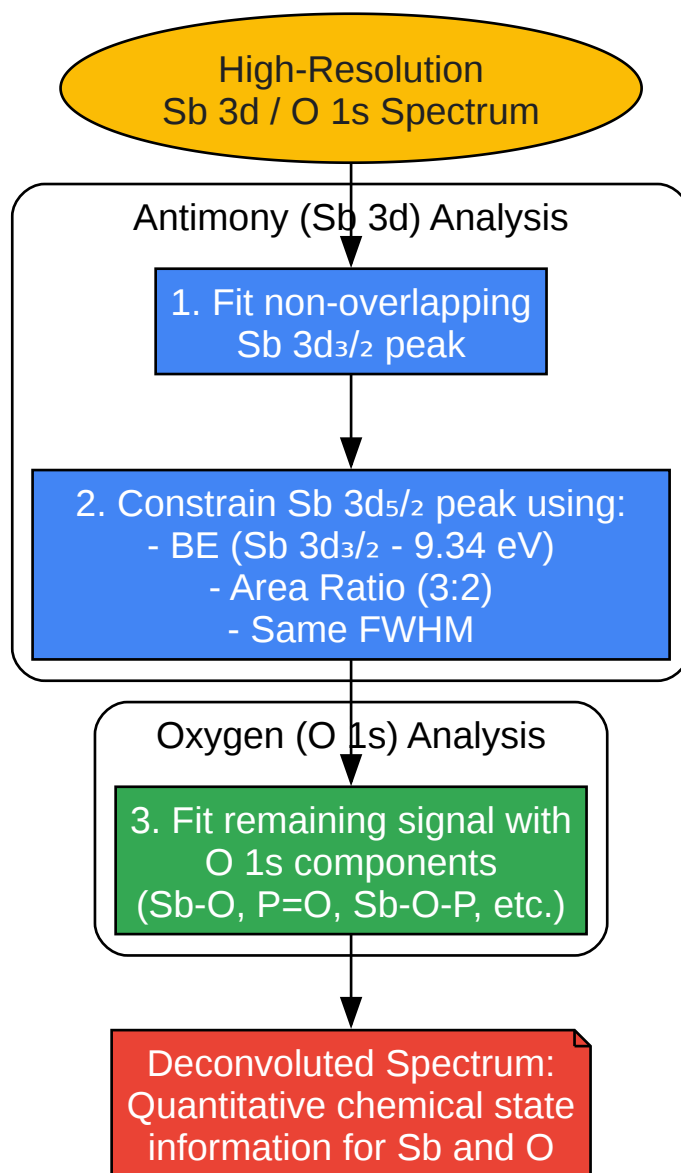 High-Resolution
Sb 3d / O 1s Spectrum
Antimony (Sb 3d) Analysis
1. Fit non-overlapping
Sb 3d₃/₂ peak
2. Constrain Sb 3d₅/₂ peak using:
- BE (Sb 3d₃/₂ - 9.34 eV)
- Area Ratio (3:2)
- Same FWHM
Oxygen (O 1s) Analysis
3. Fit remaining signal with
O 1s components
(Sb-O, P=O, Sb-O-P, etc.)
Deconvoluted Spectrum:
Quantitative chemical state
information for Sb and O